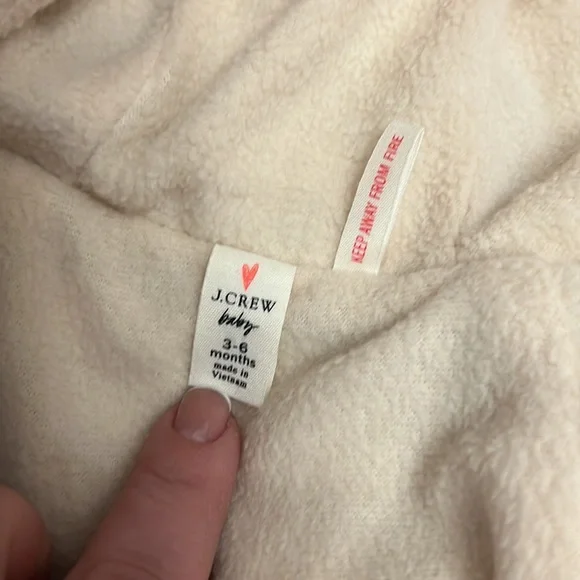 J.CREW
baby
3-6
months
made in
Vietnam
KEEP AWAY FROM FIRE